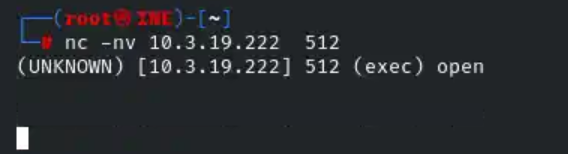 ┌──(root㉿INE)-[~]
└─# nc -nv 10.3.19.222  512
(UNKNOWN) [10.3.19.222] 512 (exec) open